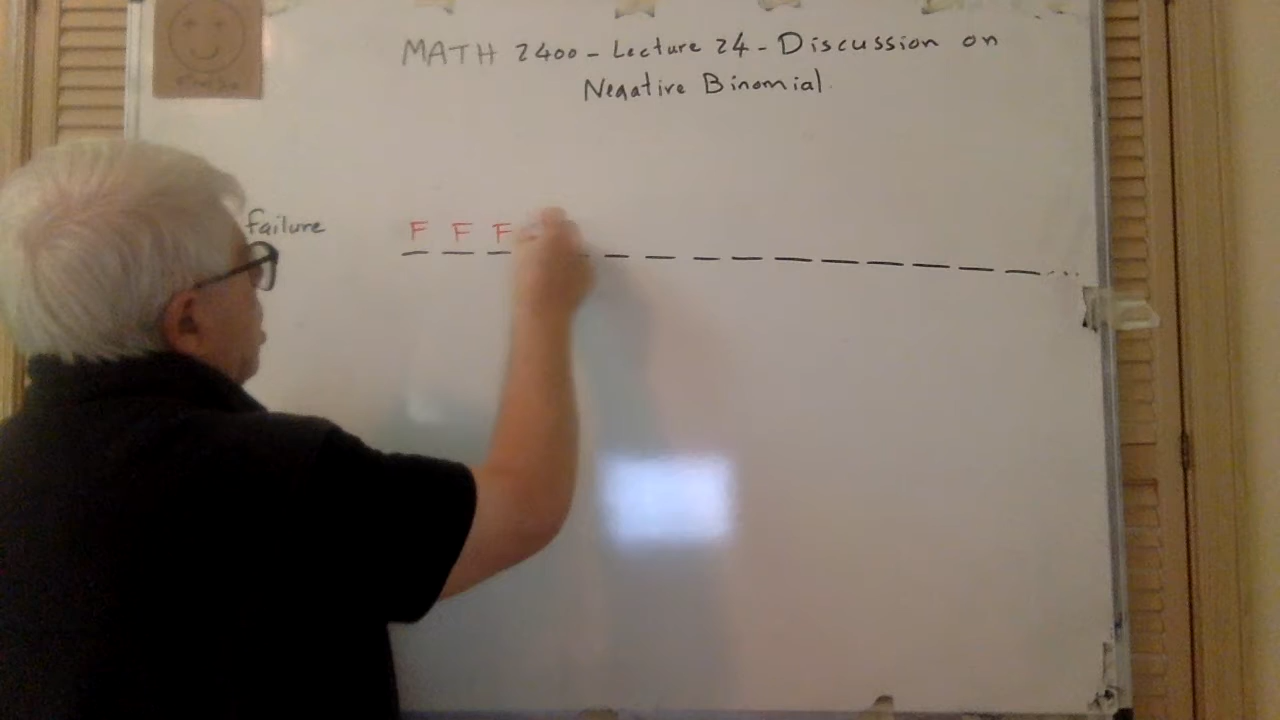 MATH 2400 - Lecture 24 - Discussion on
Negative Binomial.
failure
F F F